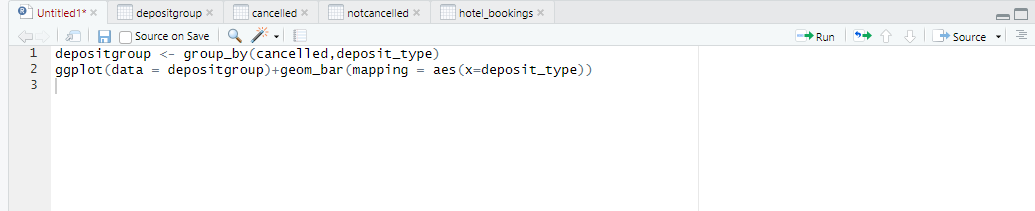 Untitled1* × depositgroup × cancelled × notcancelled × hotel_bookings ×
Source on Save Run Source
1 depositgroup <- group_by(cancelled,deposit_type)
2 ggplot(data = depositgroup)+geom_bar(mapping = aes(x=deposit_type))
3